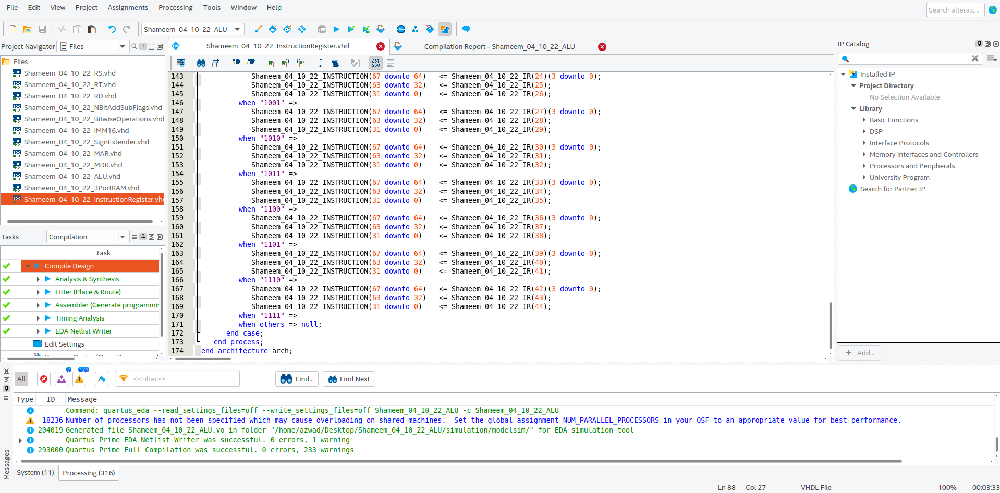 File Edit View Project Assignments Processing Tools Window Help
Search altera.c...
Shameem_04_10_22_ALU
Project Navigator Files
Files
Shameem_04_10_22_RS.vhd
Shameem_04_10_22_RT.vhd
Shameem_04_10_22_RD.vhd
Shameem_04_10_22_NBitAddSubFlags.vhd
Shameem_04_10_22_BitwiseOperations.vhd
Shameem_04_10_22_IMM16.vhd
Shameem_04_10_22_SignExtender.vhd
Shameem_04_10_22_MAR.vhd
Shameem_04_10_22_MDR.vhd
Shameem_04_10_22_ALU.vhd
Shameem_04_10_22_3PortRAM.vhd
Shameem_04_10_22_InstructionRegister.vhd
Tasks Compilation
Task
Compile Design
Analysis & Synthesis
Fitter (Place & Route)
Assembler (Generate programmin
Timing Analysis
EDA Netlist Writer
Edit Settings
Shameem_04_10_22_InstructionRegister.vhd
Compilation Report - Shameem_04_10_22_ALU
267
268
143 Shameem_04_10_22_INSTRUCTION(67 downto 64) <= Shameem_04_10_22_IR(24)(3 downto 0);
144 Shameem_04_10_22_INSTRUCTION(63 downto 32) <= Shameem_04_10_22_IR(25);
145 Shameem_04_10_22_INSTRUCTION(31 downto 0) <= Shameem_04_10_22_IR(26);
146 when "1001" =>
147 Shameem_04_10_22_INSTRUCTION(67 downto 64) <= Shameem_04_10_22_IR(27)(3 downto 0);
148 Shameem_04_10_22_INSTRUCTION(63 downto 32) <= Shameem_04_10_22_IR(28);
149 Shameem_04_10_22_INSTRUCTION(31 downto 0) <= Shameem_04_10_22_IR(29);
150 when "1010" =>
151 Shameem_04_10_22_INSTRUCTION(67 downto 64) <= Shameem_04_10_22_IR(30)(3 downto 0);
152 Shameem_04_10_22_INSTRUCTION(63 downto 32) <= Shameem_04_10_22_IR(31);
153 Shameem_04_10_22_INSTRUCTION(31 downto 0) <= Shameem_04_10_22_IR(32);
154 when "1011" =>
155 Shameem_04_10_22_INSTRUCTION(67 downto 64) <= Shameem_04_10_22_IR(33)(3 downto 0);
156 Shameem_04_10_22_INSTRUCTION(63 downto 32) <= Shameem_04_10_22_IR(34);
157 Shameem_04_10_22_INSTRUCTION(31 downto 0) <= Shameem_04_10_22_IR(35);
158 when "1100" =>
159 Shameem_04_10_22_INSTRUCTION(67 downto 64) <= Shameem_04_10_22_IR(36)(3 downto 0);
160 Shameem_04_10_22_INSTRUCTION(63 downto 32) <= Shameem_04_10_22_IR(37);
161 Shameem_04_10_22_INSTRUCTION(31 downto 0) <= Shameem_04_10_22_IR(38);
162 when "1101" =>
163 Shameem_04_10_22_INSTRUCTION(67 downto 64) <= Shameem_04_10_22_IR(39)(3 downto 0);
164 Shameem_04_10_22_INSTRUCTION(63 downto 32) <= Shameem_04_10_22_IR(40);
165 Shameem_04_10_22_INSTRUCTION(31 downto 0) <= Shameem_04_10_22_IR(41);
166 when "1110" =>
167 Shameem_04_10_22_INSTRUCTION(67 downto 64) <= Shameem_04_10_22_IR(42)(3 downto 0);
168 Shameem_04_10_22_INSTRUCTION(63 downto 32) <= Shameem_04_10_22_IR(43);
169 Shameem_04_10_22_INSTRUCTION(31 downto 0) <= Shameem_04_10_22_IR(44);
170 when "1111" =>
171 when others => null;
172 end case;
173 end process;
174 end architecture arch;
IP Catalog
Installed IP
Project Directory
No Selection Available
Library
Basic Functions
DSP
Interface Protocols
Memory Interfaces and Controllers
Processors and Peripherals
University Program
Search for Partner IP
+ Add...
7 124
All <<Filter>> Find... Find Next
Type ID Message
Command: quartus_eda --read_settings_files=off --write_settings_files=off Shameem_04_10_22_ALU -c Shameem_04_10_22_ALU
18236 Number of processors has not been specified which may cause overloading on shared machines. Set the global assignment NUM_PARALLEL_PROCESSORS in your QSF to an appropriate value for best performance.
204019 Generated file Shameem_04_10_22_ALU.vo in folder "/home/azwad/Desktop/Shameem_04_10_22_ALU/simulation/modelsim/" for EDA simulation tool
Quartus Prime EDA Netlist Writer was successful. 0 errors, 1 warning
293000 Quartus Prime Full Compilation was successful. 0 errors, 233 warnings
Messages
System (11) Processing (316)
Ln 88 Col 27 VHDL File 100% 00:03:33